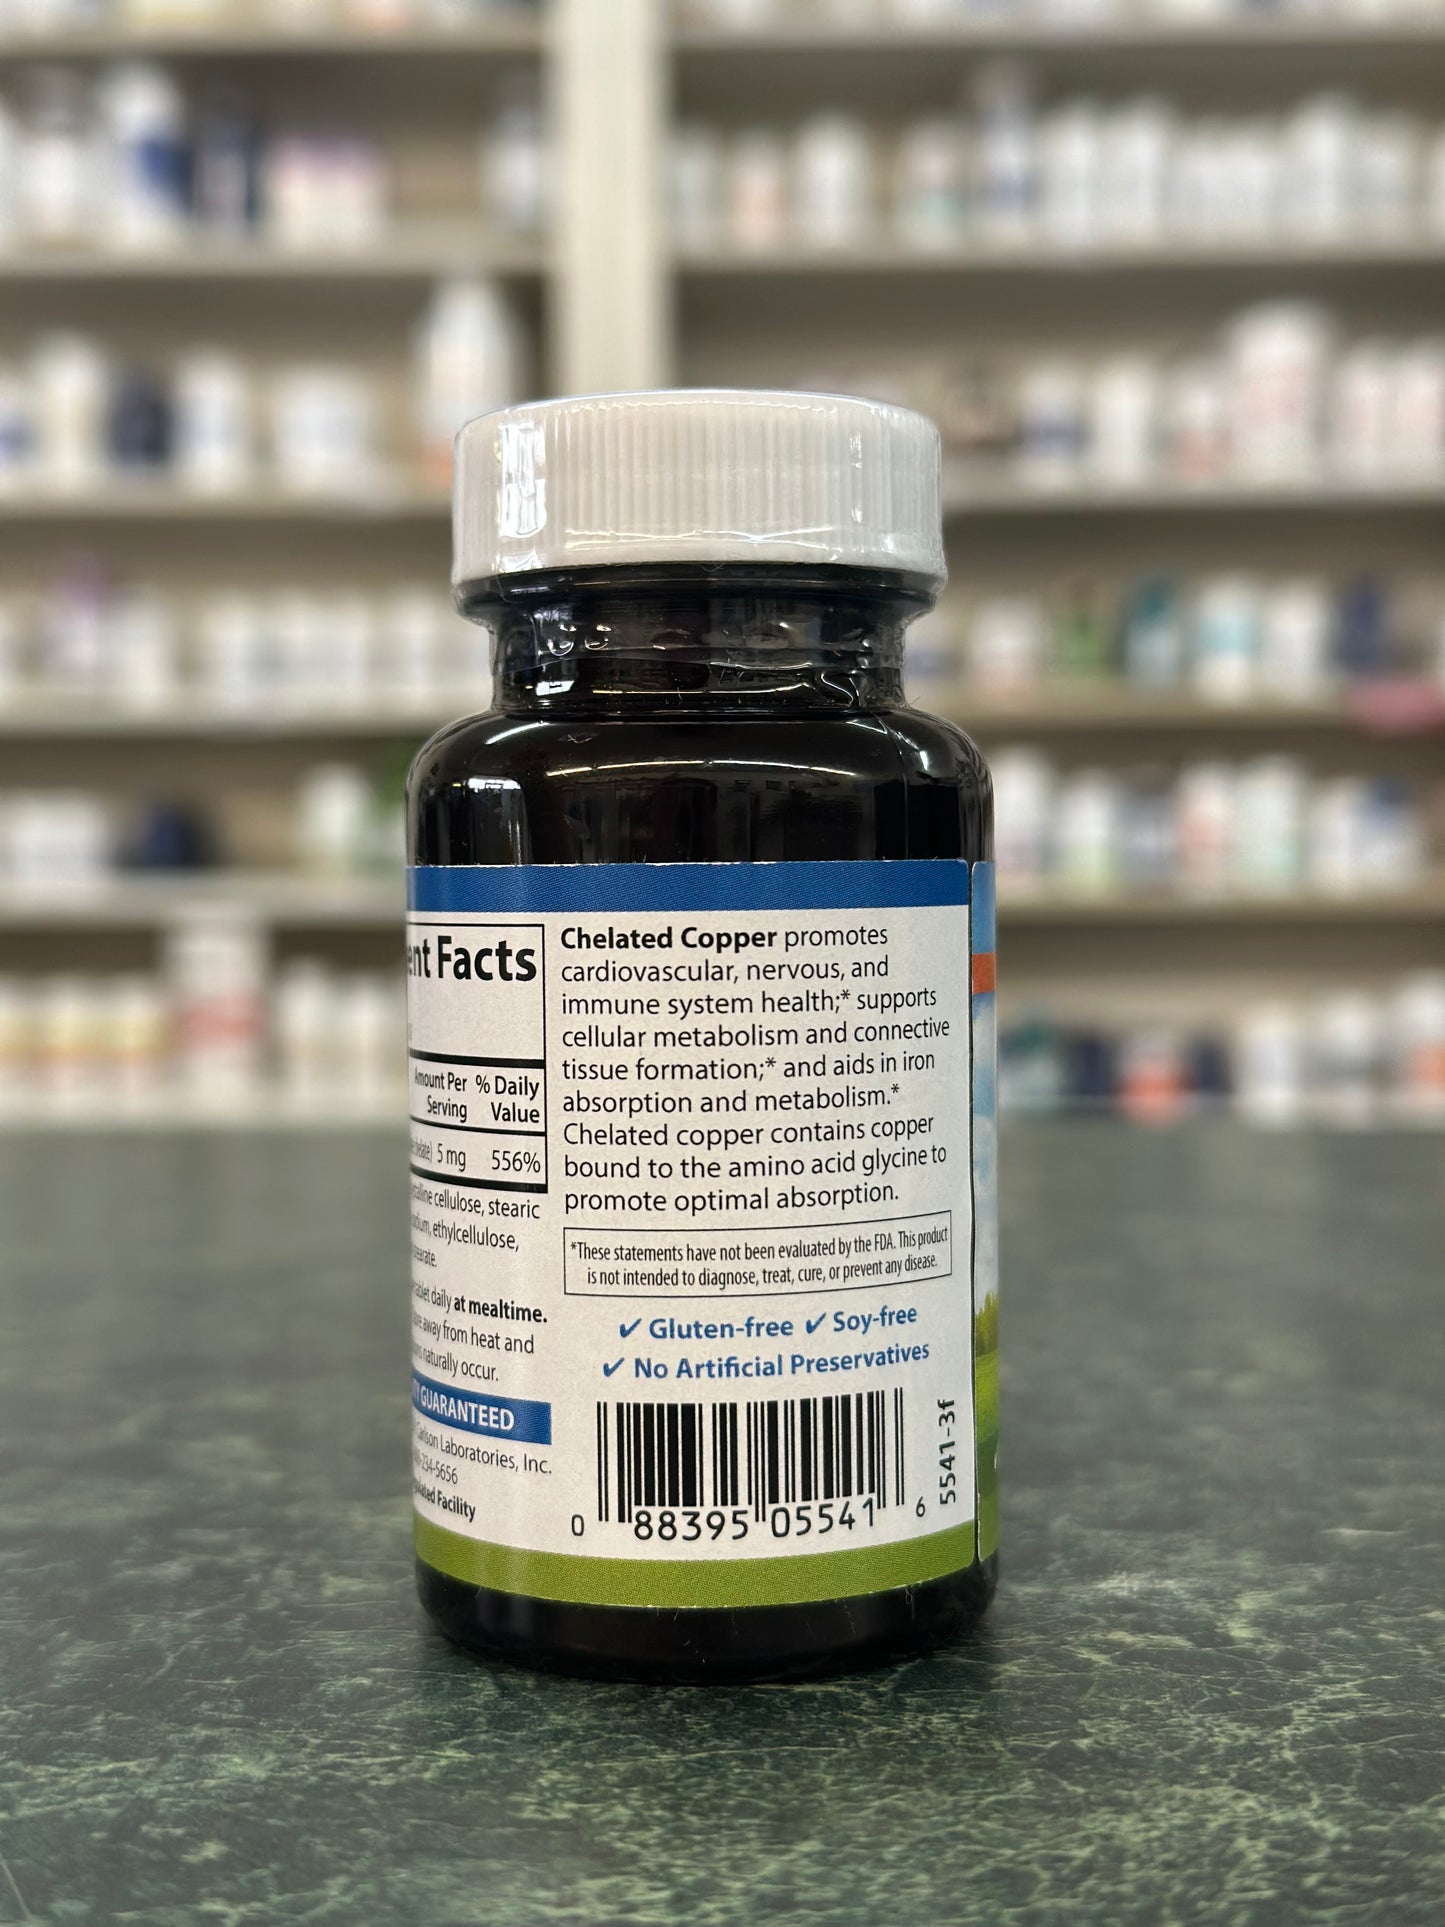 Facts
Amount Per % Daily
Serving Value
5 mg 556%
cellulose, stearic
ethylcellulose,
daily at mealtime.
away from heat and
naturally occur.
GUARANTEED
Carlson Laboratories, Inc.
234-5656
Facility
Chelated Copper promotes
cardiovascular, nervous, and
immune system health;* supports
cellular metabolism and connective
tissue formation;* and aids in iron
absorption and metabolism.*
Chelated copper contains copper
bound to the amino acid glycine to
promote optimal absorption.
*These statements have not been evaluated by the FDA. This product
is not intended to diagnose, treat, cure, or prevent any disease.
✓ Gluten-free ✓ Soy-free
✓ No Artificial Preservatives
0 88395 05541 6
5541-3f